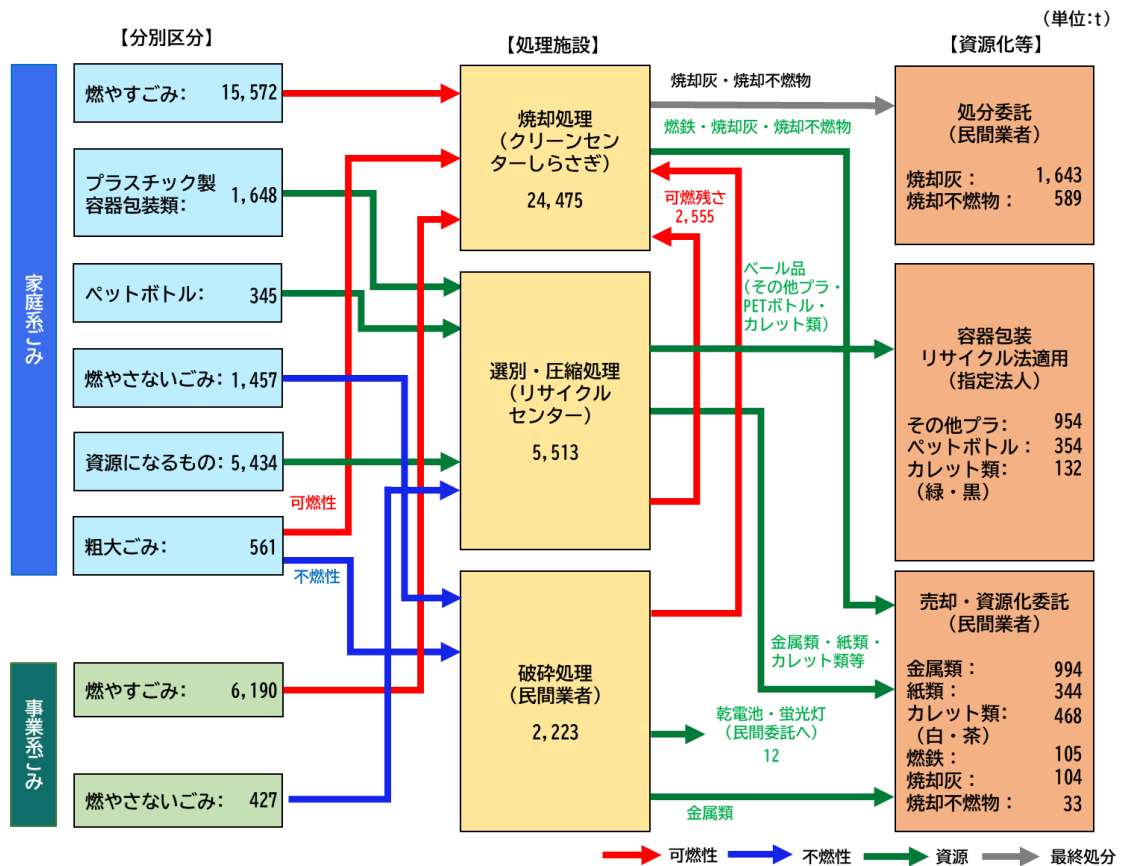 (単位:t)
【分別区分】
【処理施設】
【資源化等】
家庭系ごみ
燃やすごみ: 15,572
プラスチック製
容器包装類: 1,648
ペットボトル: 345
燃やさないごみ: 1,457
資源になるもの: 5,434
粗大ごみ: 561
可燃性
不燃性
事業系ごみ
燃やすごみ: 6,190
燃やさないごみ: 427
焼却処理
(クリーンセン
ターしらさぎ)
24,475
選別・圧縮処理
(リサイクル
センター)
5,513
破砕処理
(民間業者)
2,223
焼却灰・焼却不燃物
燃鉄・焼却灰・焼却不燃物
可燃残さ
2,555
ベール品
(その他プラ・
PETボトル・
カレット類)
金属類・紙類・
カレット類等
乾電池・蛍光灯
(民間委託へ)
12
金属類
処分委託
(民間業者)
焼却灰: 1,643
焼却不燃物: 589
容器包装
リサイクル法適用
(指定法人)
その他プラ: 954
ペットボトル: 354
カレット類: 132
(緑・黒)
売却・資源化委託
(民間業者)
金属類: 994
紙類: 344
カレット類: 468
(白・茶)
燃鉄: 105
焼却灰: 104
焼却不燃物: 33
可燃性 不燃性 資源 最終処分